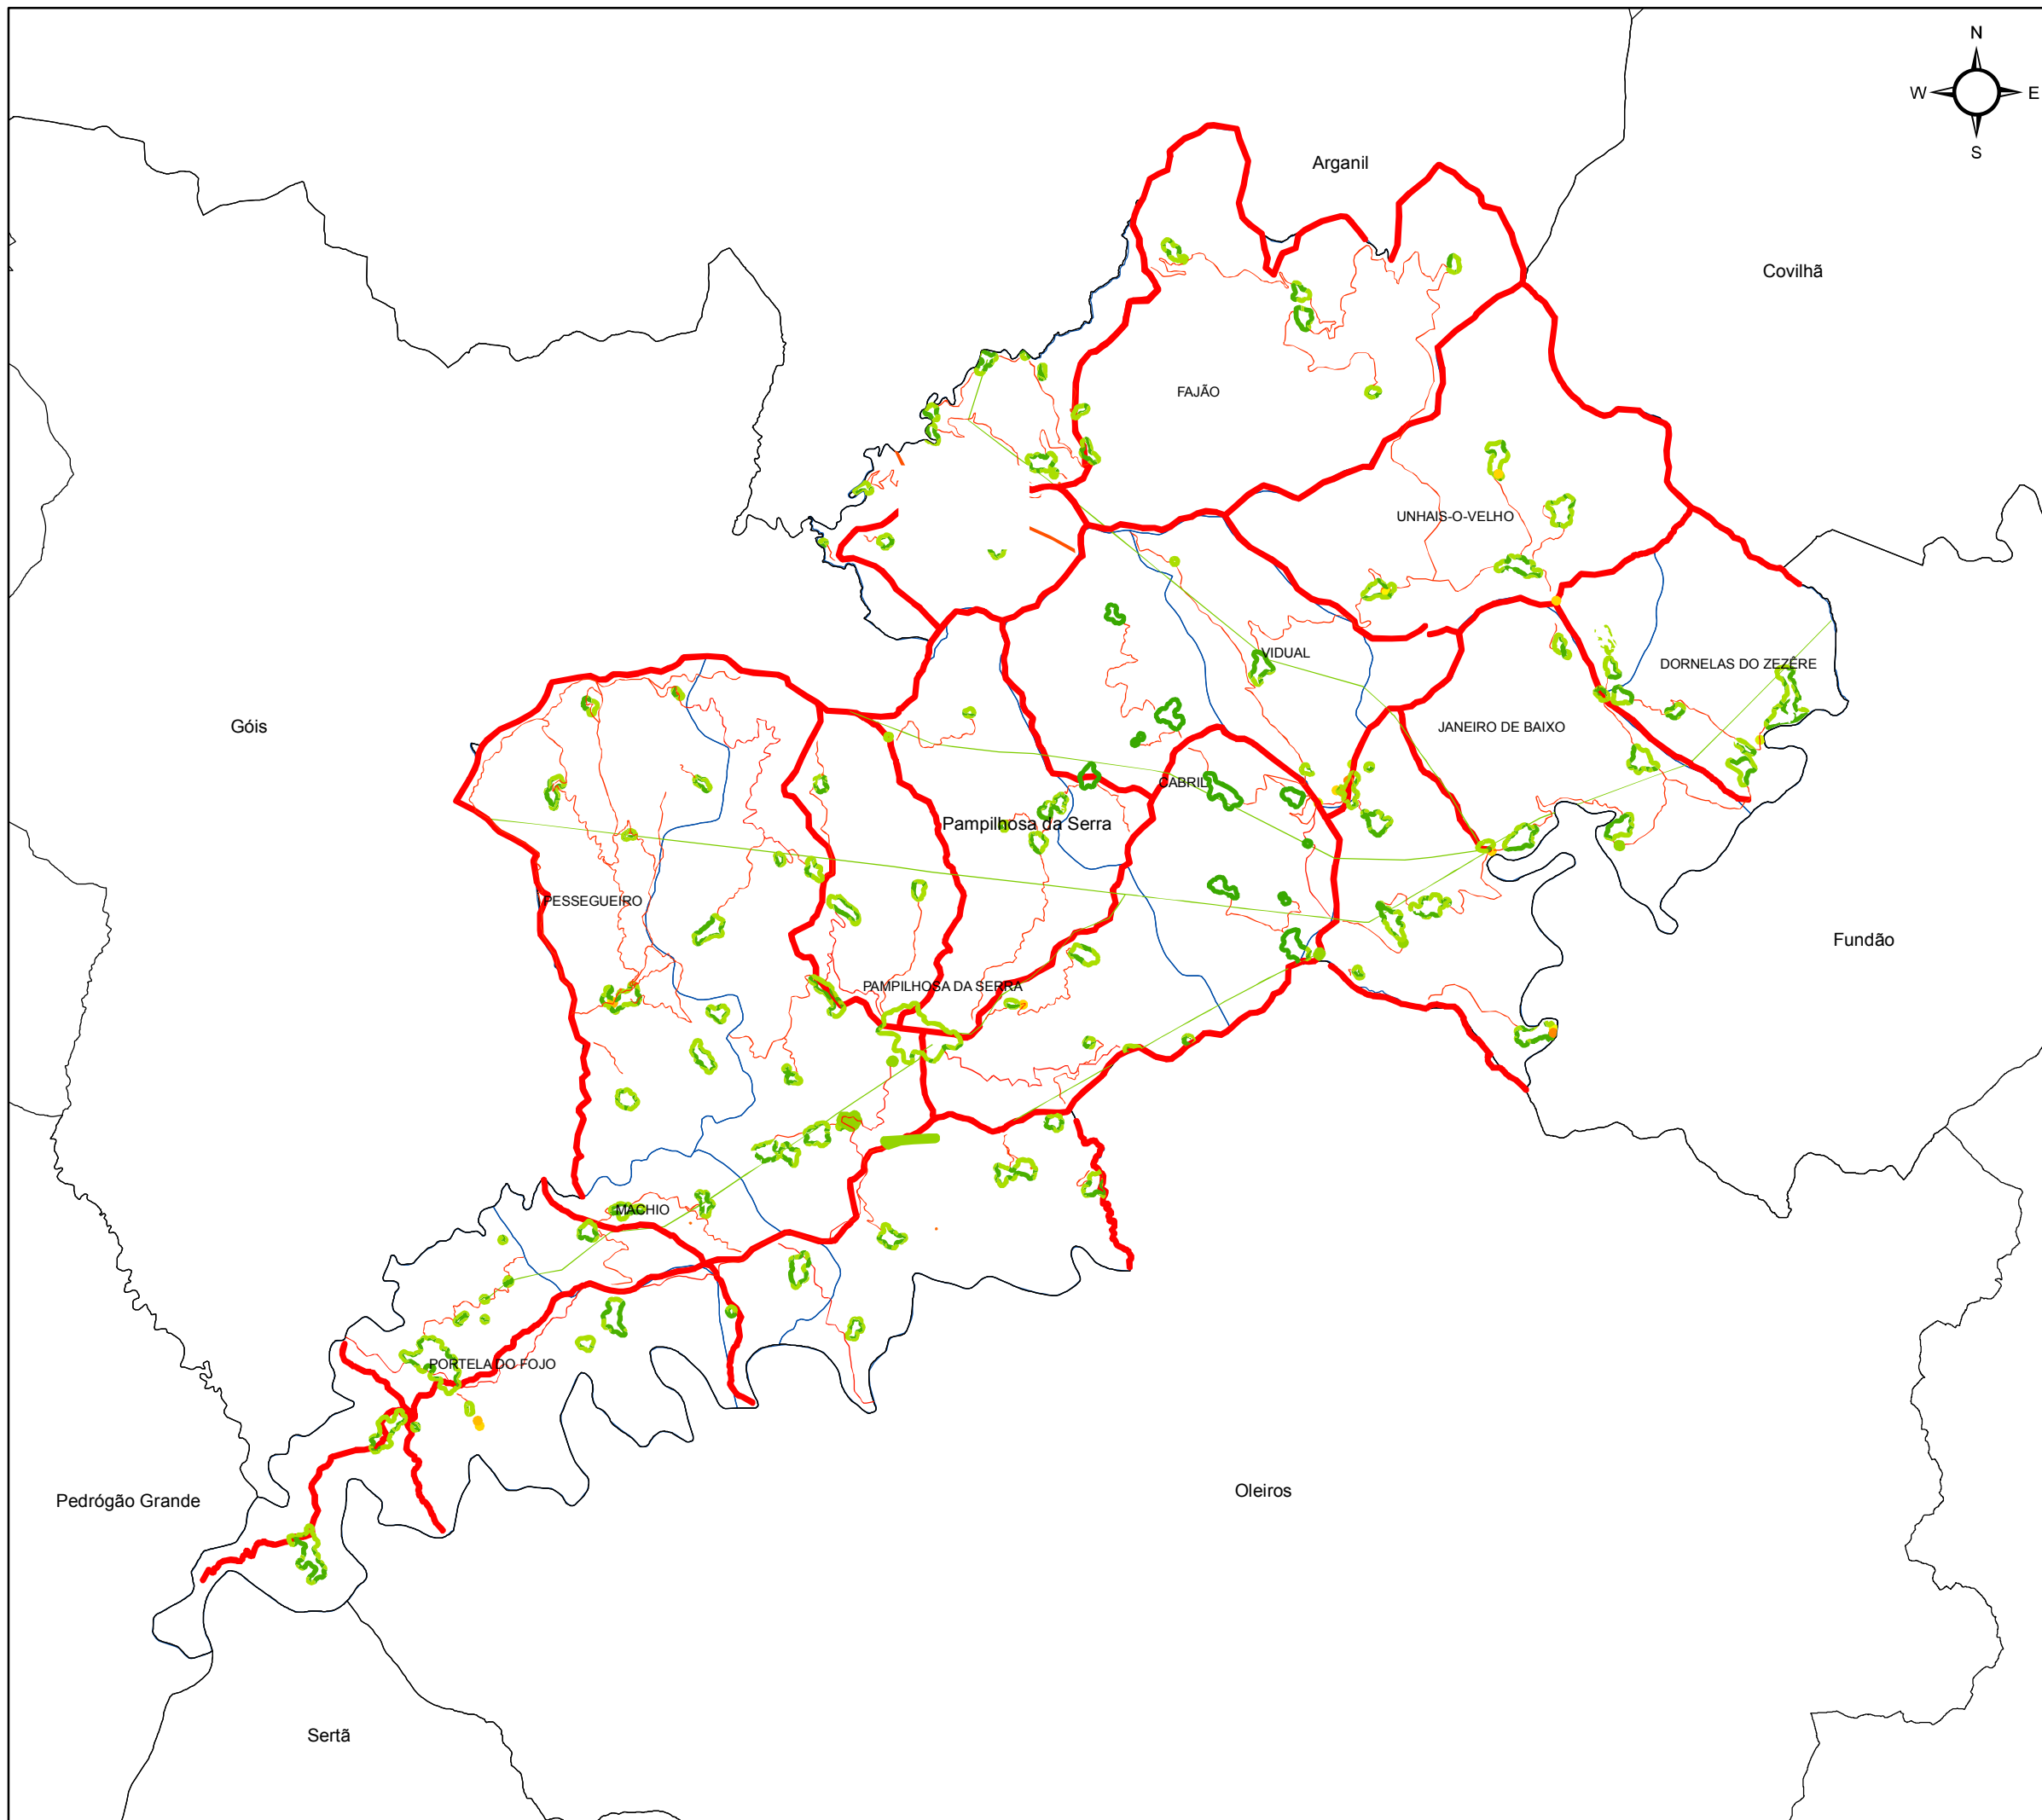 N
W E
S
Arganil
Covilhã
FAJÃO
UNHAIS-O-VELHO
VIDUAL
DORNELAS DO ZEZÊRE
Góis
JANEIRO DE BAIXO
CABRIL
Pampilhosa da Serra
PESSEGUEIRO
Fundão
PAMPILHOSA DA SERRA
MACHIO
PORTELA DO FOJO
Oleiros
Pedrógão Grande
Sertã